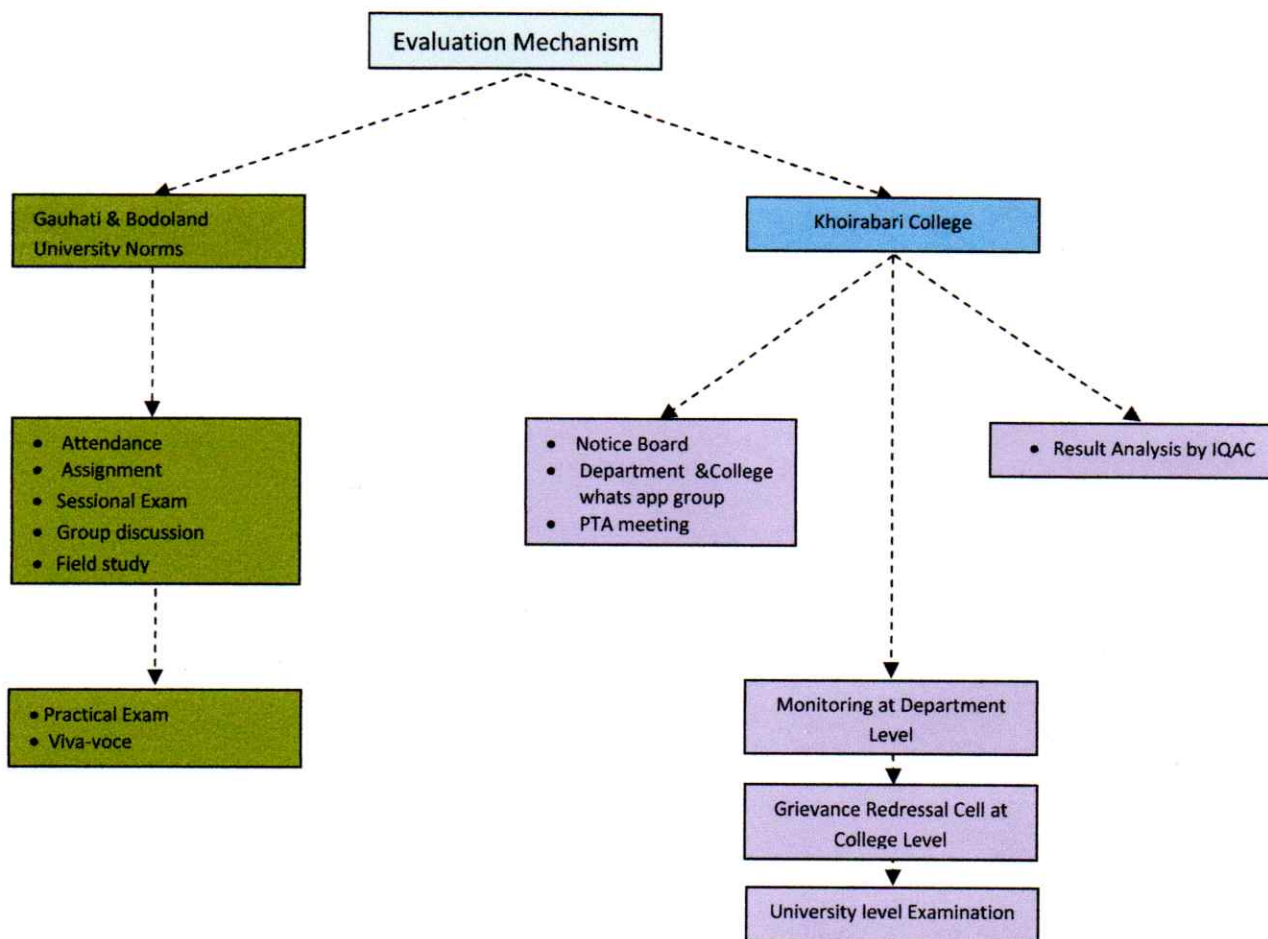 Evaluation Mechanism
Gauhati & Bodoland
University Norms
Khoirabari College
• Attendance
• Assignment
• Sessional Exam
• Group discussion
• Field study
• Notice Board
• Department &College
whats app group
• PTA meeting
• Result Analysis by IQAC
• Practical Exam
• Viva-voce
Monitoring at Department
Level
Grievance Redressal Cell at
College Level
University level Examination